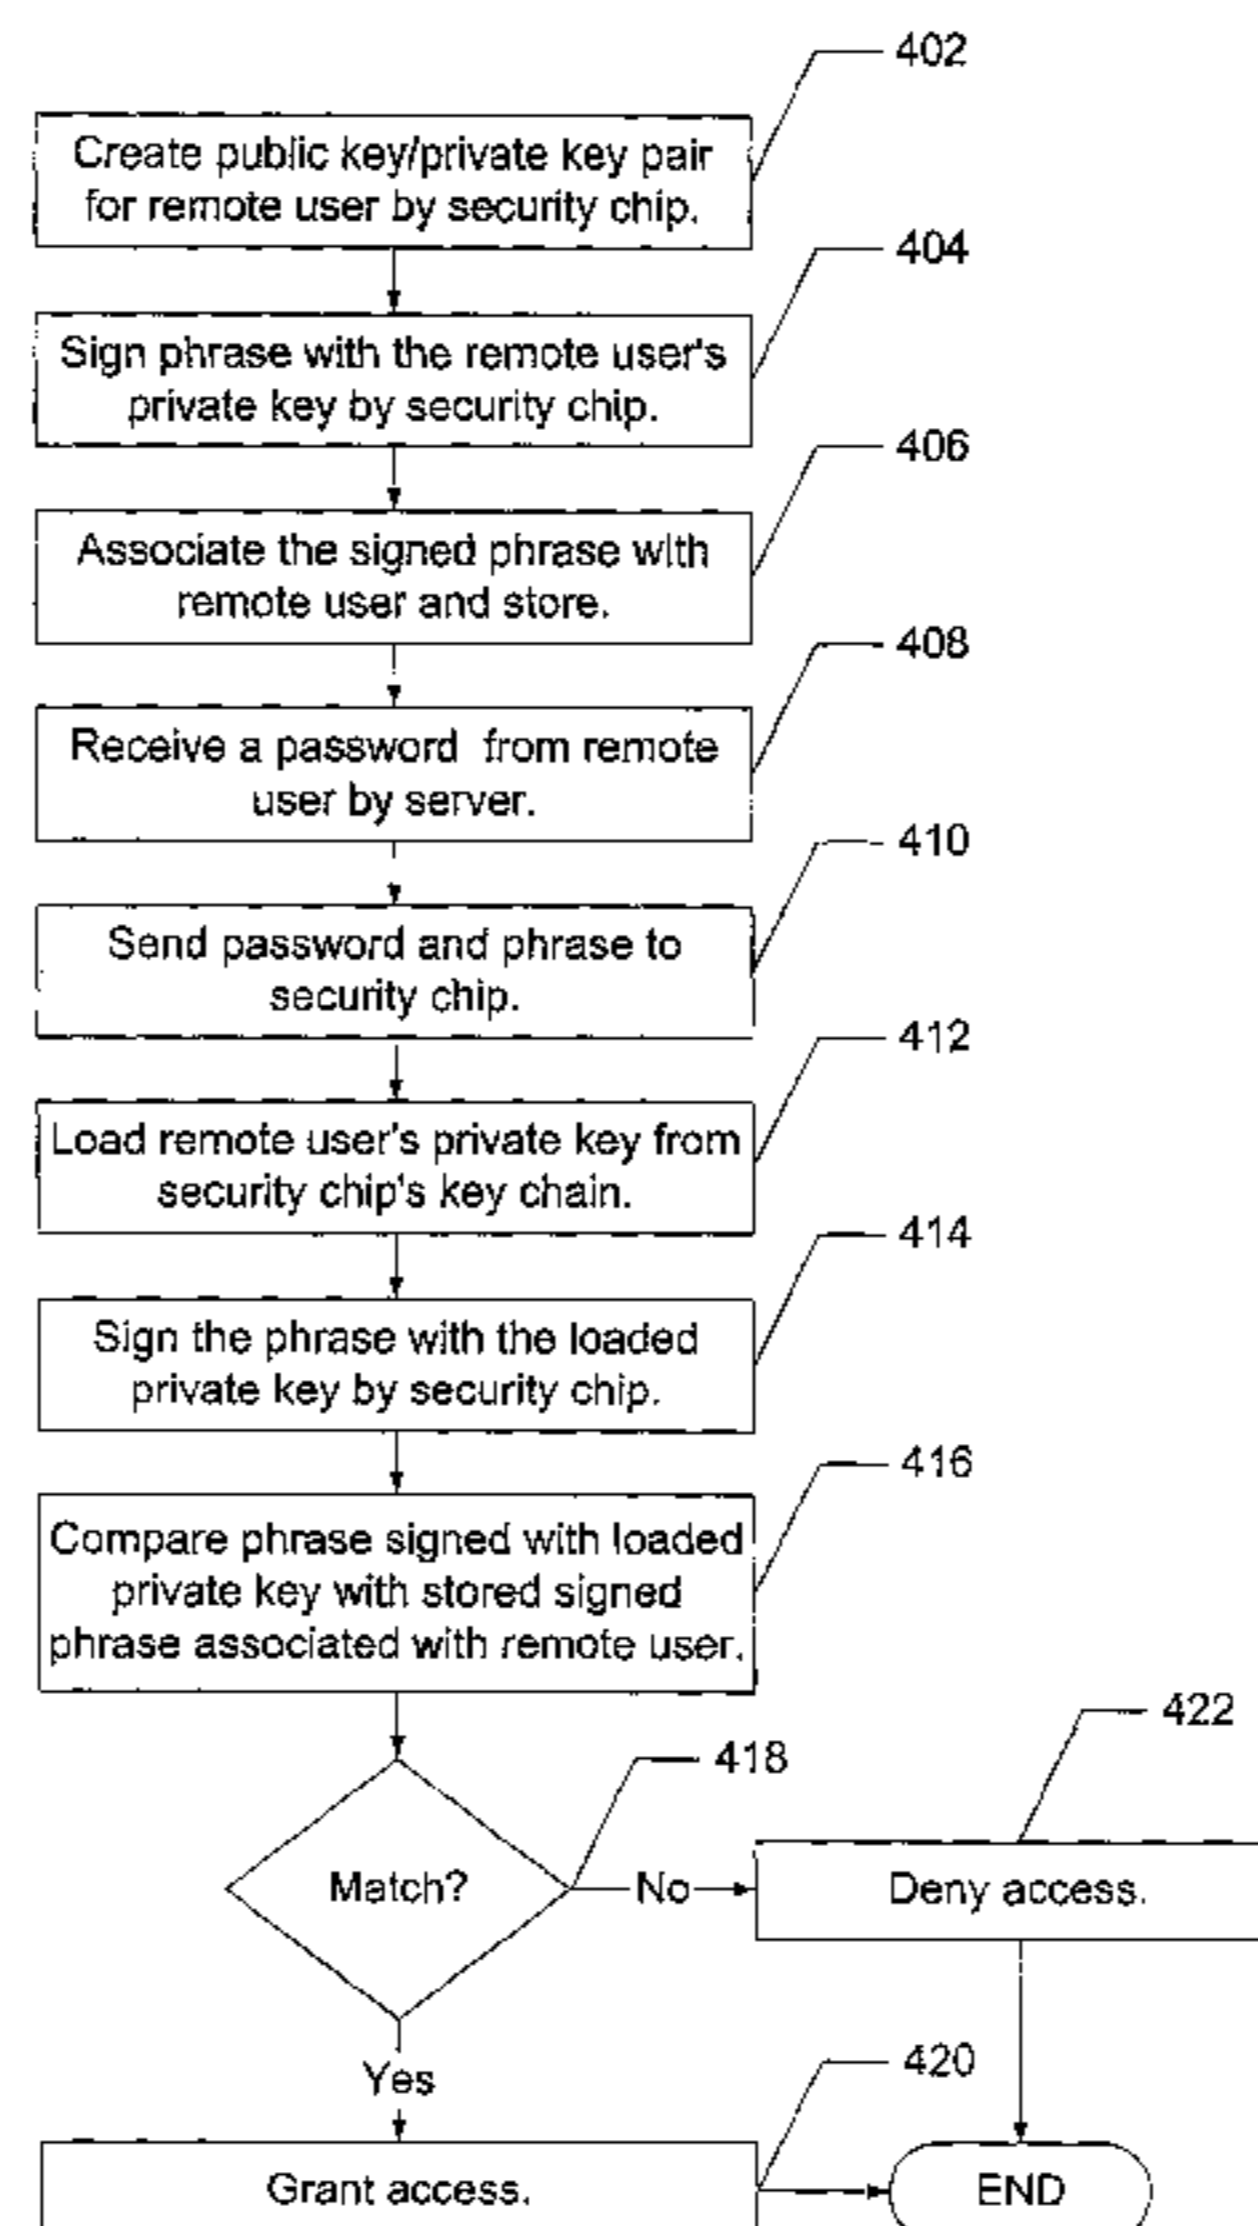 402
Create public key/private key pair
for remote user by security chip.
404
Sign phrase with the remote user's
private key by security chip.
406
Associate the signed phrase with
remote user and store.
408
Receive a password from remote
user by server.
410
Send password and phrase to
security chip.
412
Load remote user's private key from
security chip's key chain.
414
Sign the phrase with the loaded
private key by security chip.
416
Compare phrase signed with loaded
private key with stored signed
phrase associated with remote user.
422
418
Match?
No
Deny access.
420
Yes
Grant access.
END